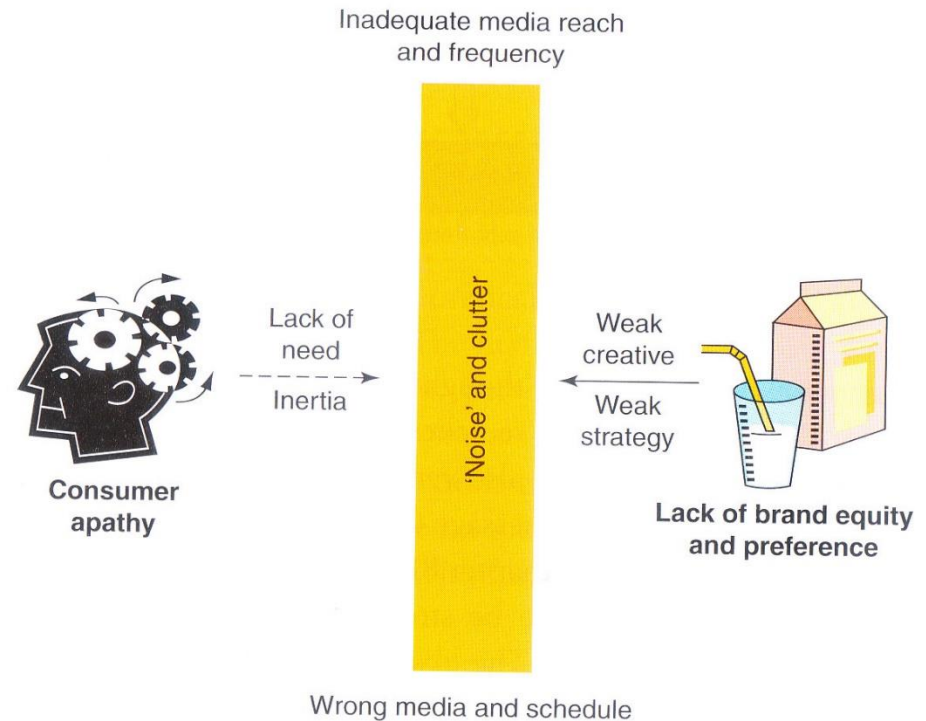 Inadequate media reach
and frequency
'Noise' and clutter
Lack of
need
Inertia
Weak
creative
Weak
strategy
Consumer
apathy
Lack of brand equity
and preference
Wrong media and schedule